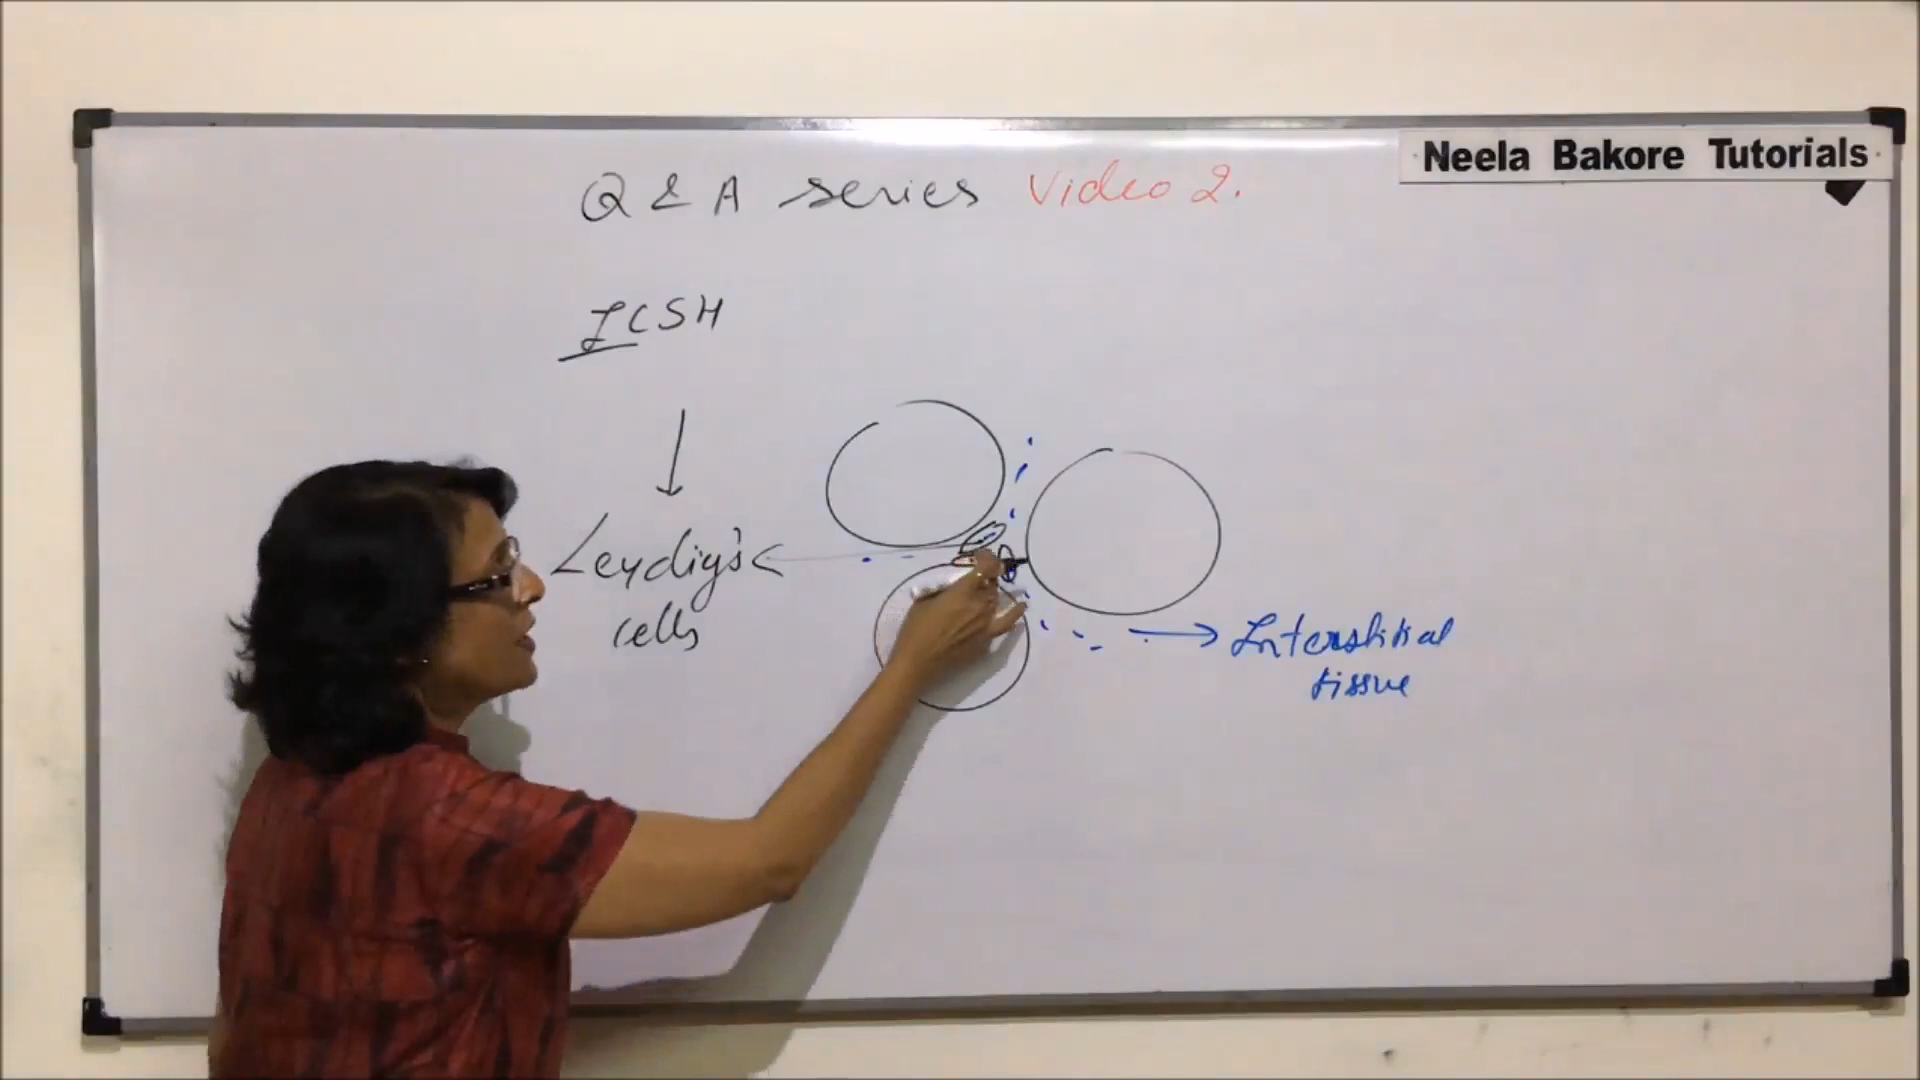 Neela Bakore Tutorials
Q & A series Video 2.
ICSH
Leydig's
cells
Interstitial
tissue